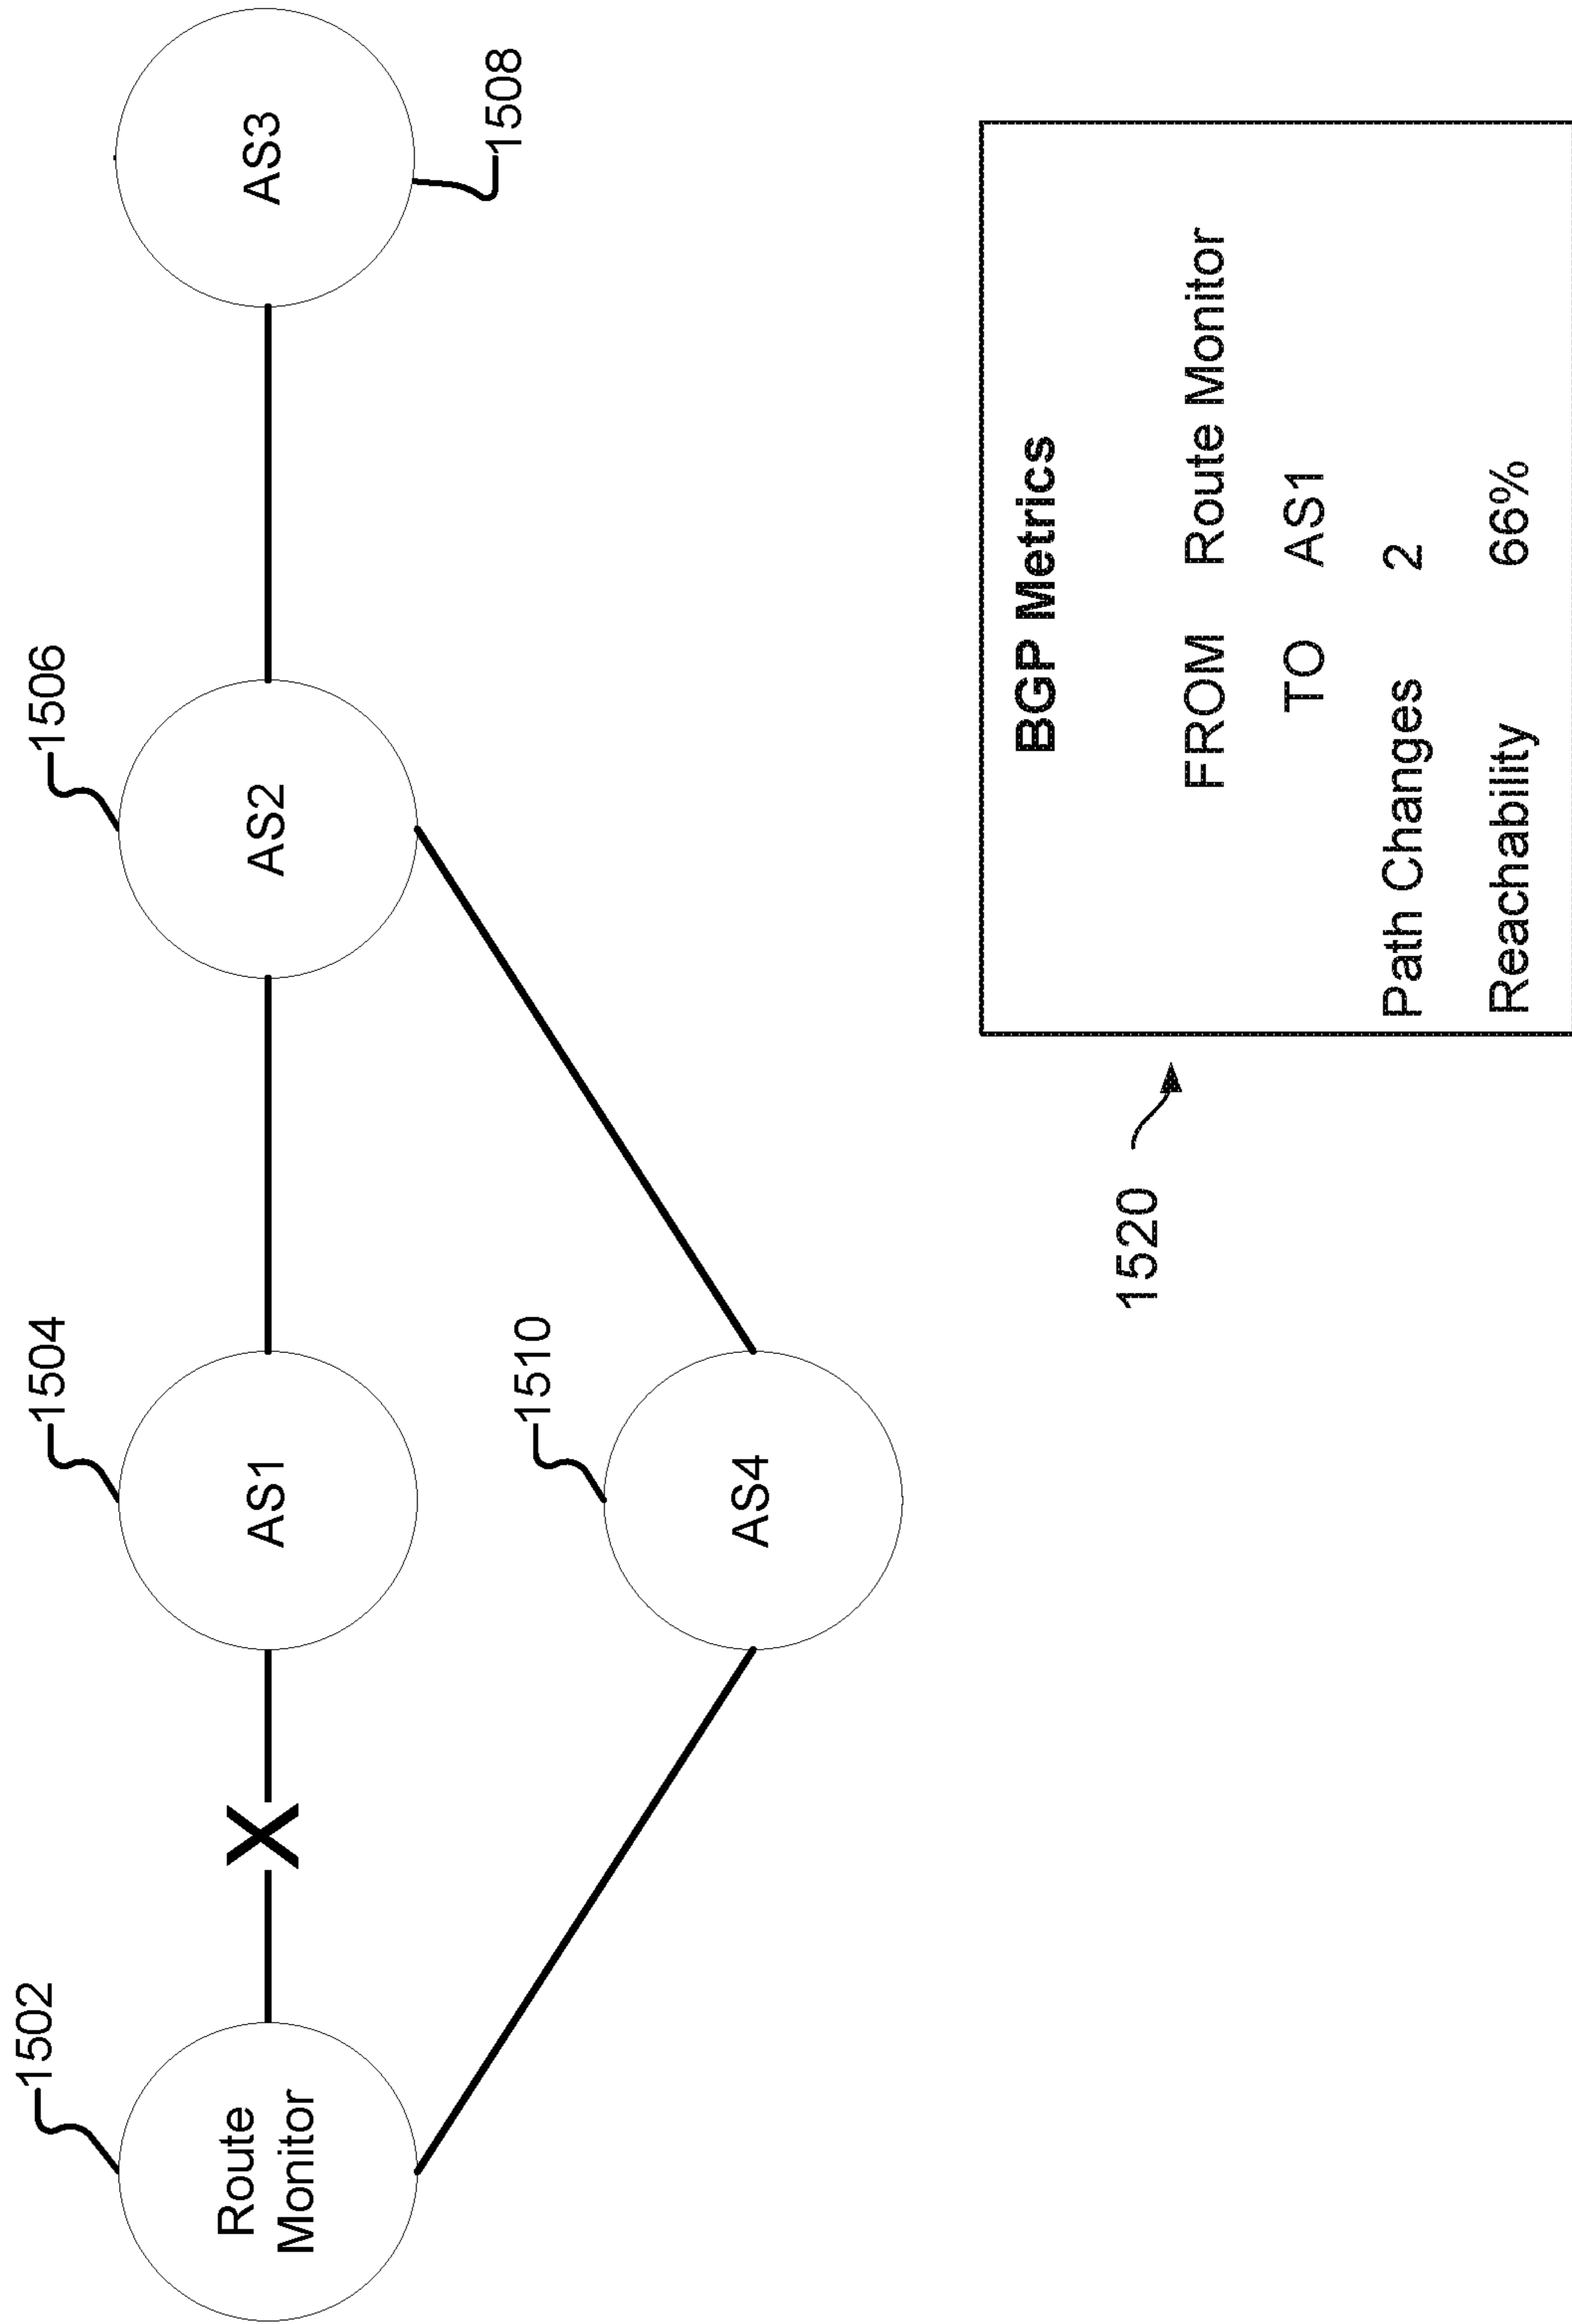 1502
1504
1506
Route
Monitor
X
AS1
AS2
AS3
1508
1510
AS4
1520
BGP Metrics
FROM Route Monitor
TO AS1
Path Changes 2
Reachability 66%